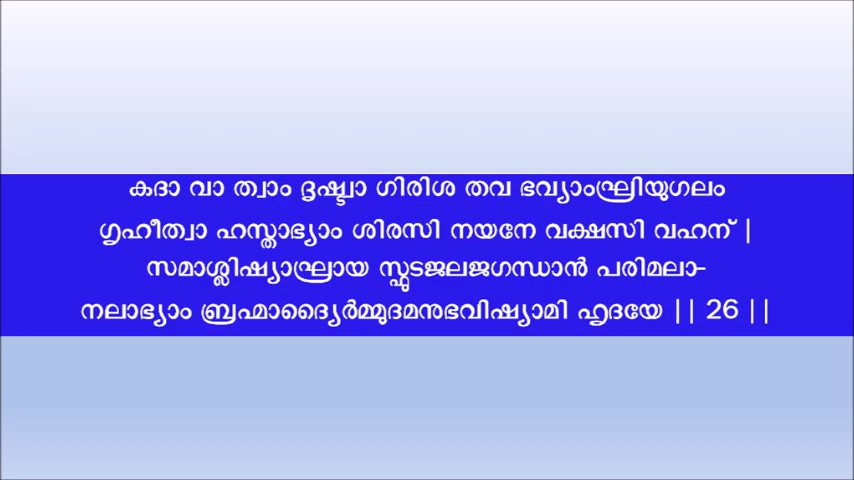 കദാ വാ ത്വാം ദൃഷ്ട്വാ ഗിരിശ തവ ഭവ്യാംഘ്രിയുഗലം
ഗൃഹീത്വാ ഹസ്താഭ്യാം ശിരസി നയനേ വക്ഷസി വഹന് |
സമാശ്ലിഷ്യാഘ്രായ സ്ഫുടജലജഗന്ധാൻ പരിമലാ-
നലാഭ്യാം ബ്രഹ്മാദ്യൈർമ്മുദമനുഭവിഷ്യാമി ഹൃദയേ || 26 ||